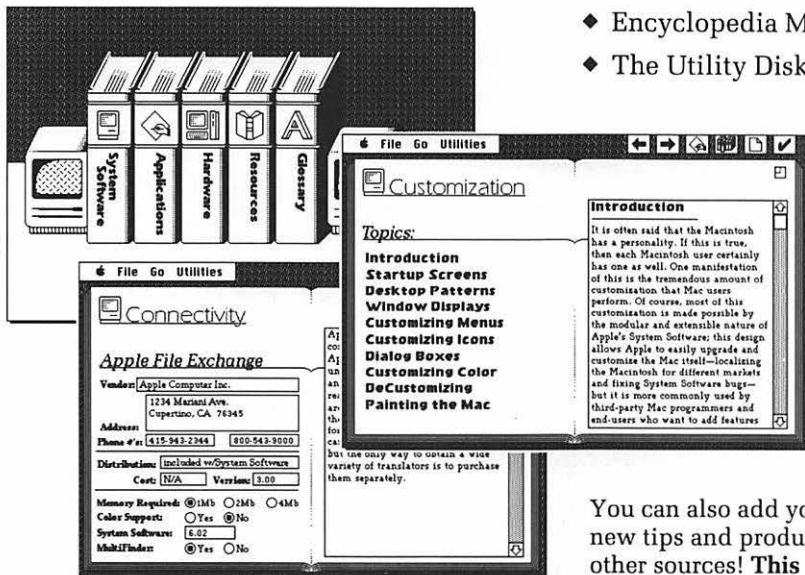 ◆ Encyclopedia M
◆ The Utility Disk
System Software
Applications
Hardware
Resources
Glossary
File Go Utilities
Customization
Topics:
Introduction
Startup Screens
Desktop Patterns
Window Displays
Customizing Menus
Customizing Icons
Dialog Boxes
Customizing Color
DeCustomizing
Painting the Mac
Introduction
It is often said that the Macintosh
has a personality. If this is true,
then each Macintosh user certainly
has one as well. One manifestation
of this is the tremendous amount of
customization that Mac users
perform. Of course, most of this
customization is made possible by
the modular and extensible nature of
Apple's System Software; this design
allows Apple to easily upgrade and
customize the Mac itself—localizing
the Macintosh for different markets
and fixing System Software bugs—
but it is more commonly used by
third-party Mac programmers and
end-users who want to add features
File Go Utilities
Connectivity
Apple File Exchange
Vendor: Apple Computer Inc.
Address: 1234 Mariani Ave.
Cupertino, CA 76345
Phone #'s: 415-943-2344 800-543-9000
Distribution: included w/System Software
Cost: N/A Version: 3.00
Memory Required: 1Mb 2Mb 4Mb
Color Support: Yes No
System Software: 6.02
MultiFinder: Yes No
but the only way to obtain a wide
variety of translators is to purchase
them separately.
You can also add yo
new tips and produ
other sources! This